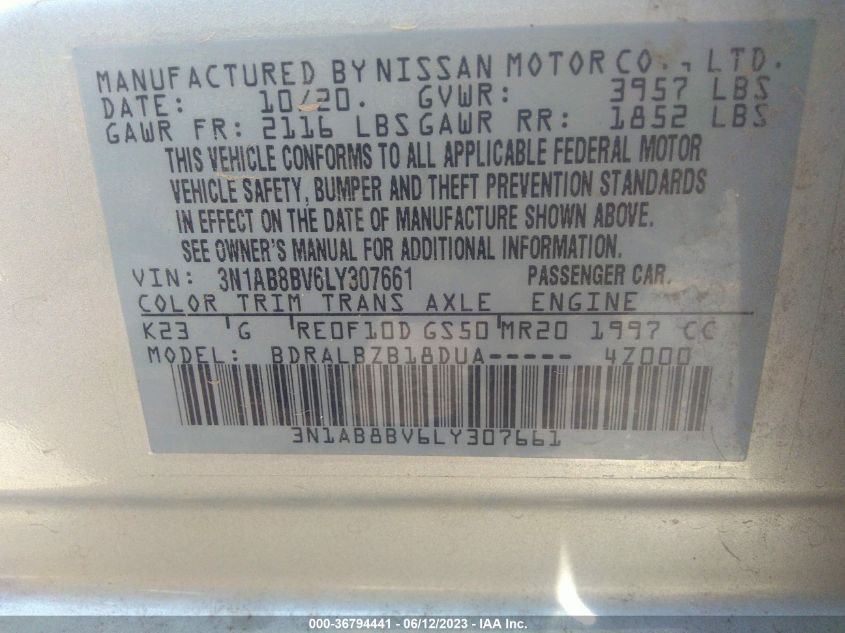 MANUFACTURED BY NISSAN MOTOR CO., LTD.
DATE: 10/20. GVWR: 3957 LBS
GAWR FR: 2116 LBS GAWR RR: 1852 LBS
THIS VEHICLE CONFORMS TO ALL APPLICABLE FEDERAL MOTOR
VEHICLE SAFETY, BUMPER AND THEFT PREVENTION STANDARDS
IN EFFECT ON THE DATE OF MANUFACTURE SHOWN ABOVE.
SEE OWNER'S MANUAL FOR ADDITIONAL INFORMATION.
VIN: 3N1AB8BV6LY307661 PASSENGER CAR.
COLOR TRIM TRANS AXLE ENGINE
K23 G RE0F10D GS50 MR20 1997 CC
MODEL: BDRALBZB18DUA----- 4Z000
3N1AB8BV6LY307661
000-36794441 - 06/12/2023 - IAA Inc.